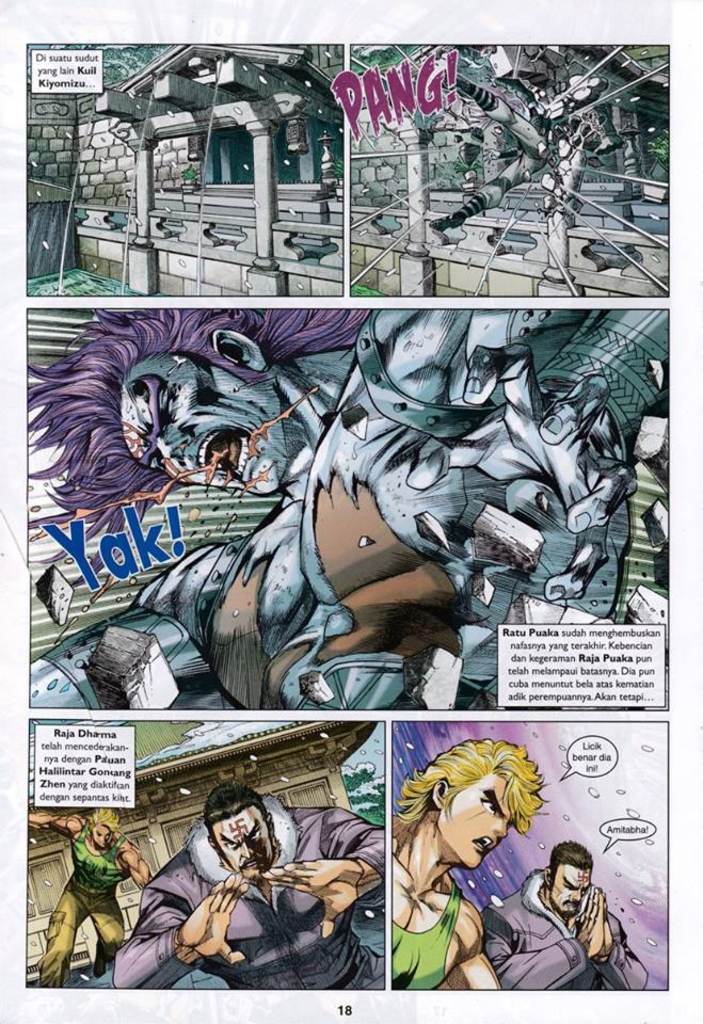 Di suatu sudut
yang lain Kuil
Kiyomizu...
PANG!
Yak!
Ratu Puaka sudah menghembuskan
nafasnya yang terakhir. Kebencian
dan kegeraman Raja Puaka pun
telah melampaui batasnya. Dia pun
cuba menuntut bela atas kematian
adik perempuannya. Akan tetapi...
Raja Dharma
telah mencederakan-
nya dengan Paluan
Halilintar Gongang
Zhen yang diaktifkan
dengan sepantas kilat.
Licik
benar dia
ini!
Amitabha!
18